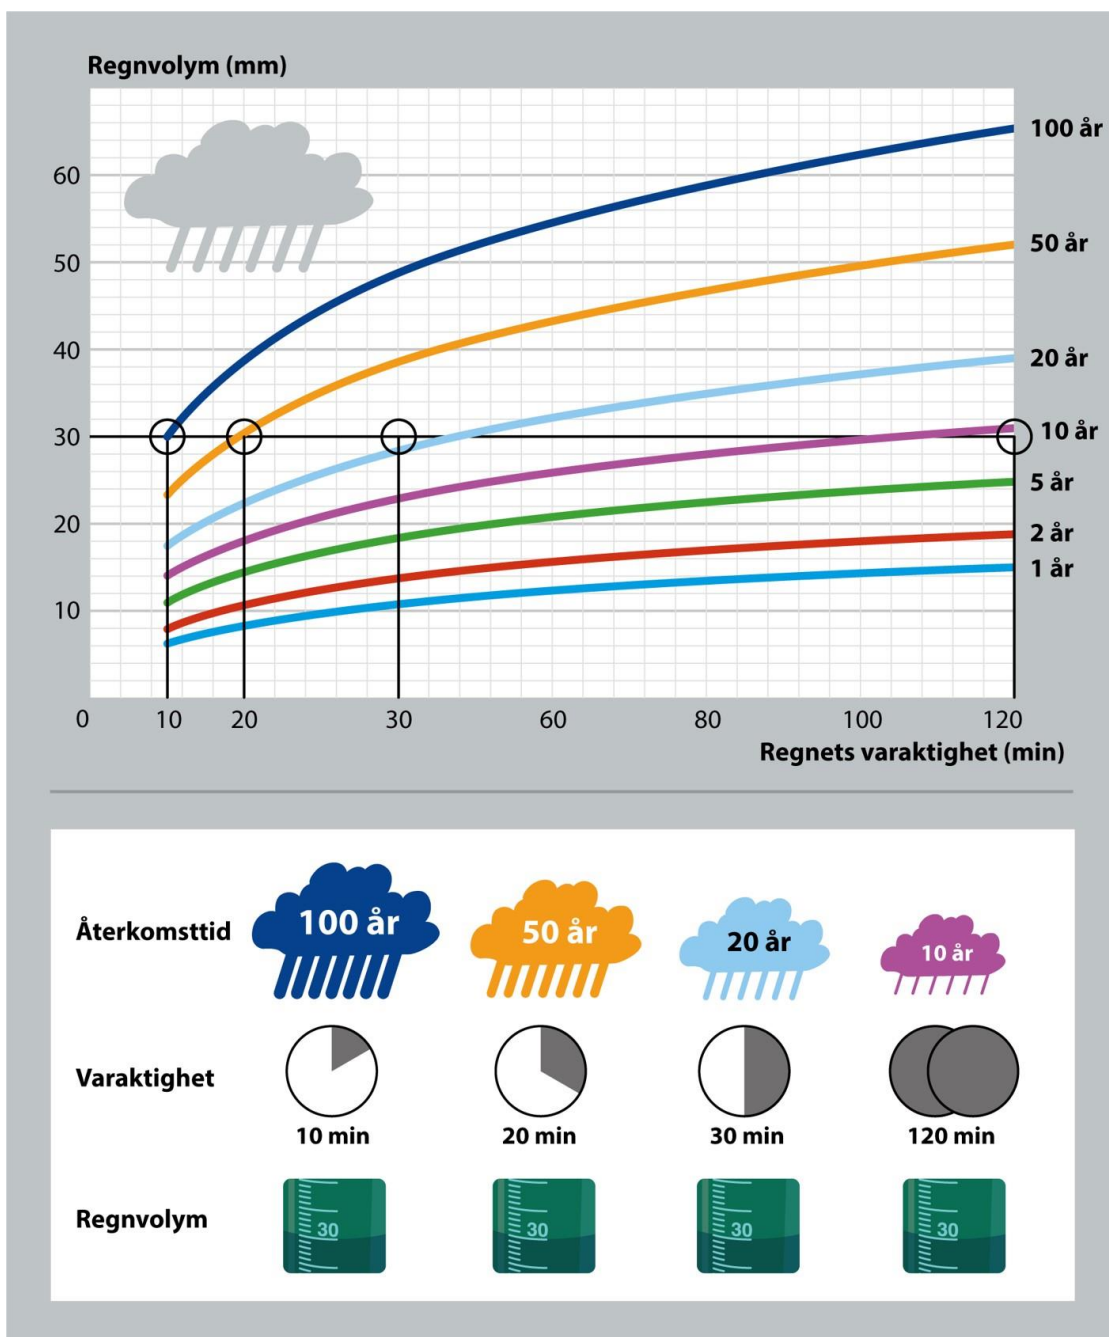 Regnvolym (mm)
100 år
60
50 år
50
40
20 år
30
10 år
5 år
20
2 år
1 år
10
0 10 20 30 60 80 100 120
Regnets varaktighet (min)
Återkomsttid 100 år 50 år 20 år 10 år
Varaktighet
10 min 20 min 30 min 120 min
Regnvolym 30 30 30 30